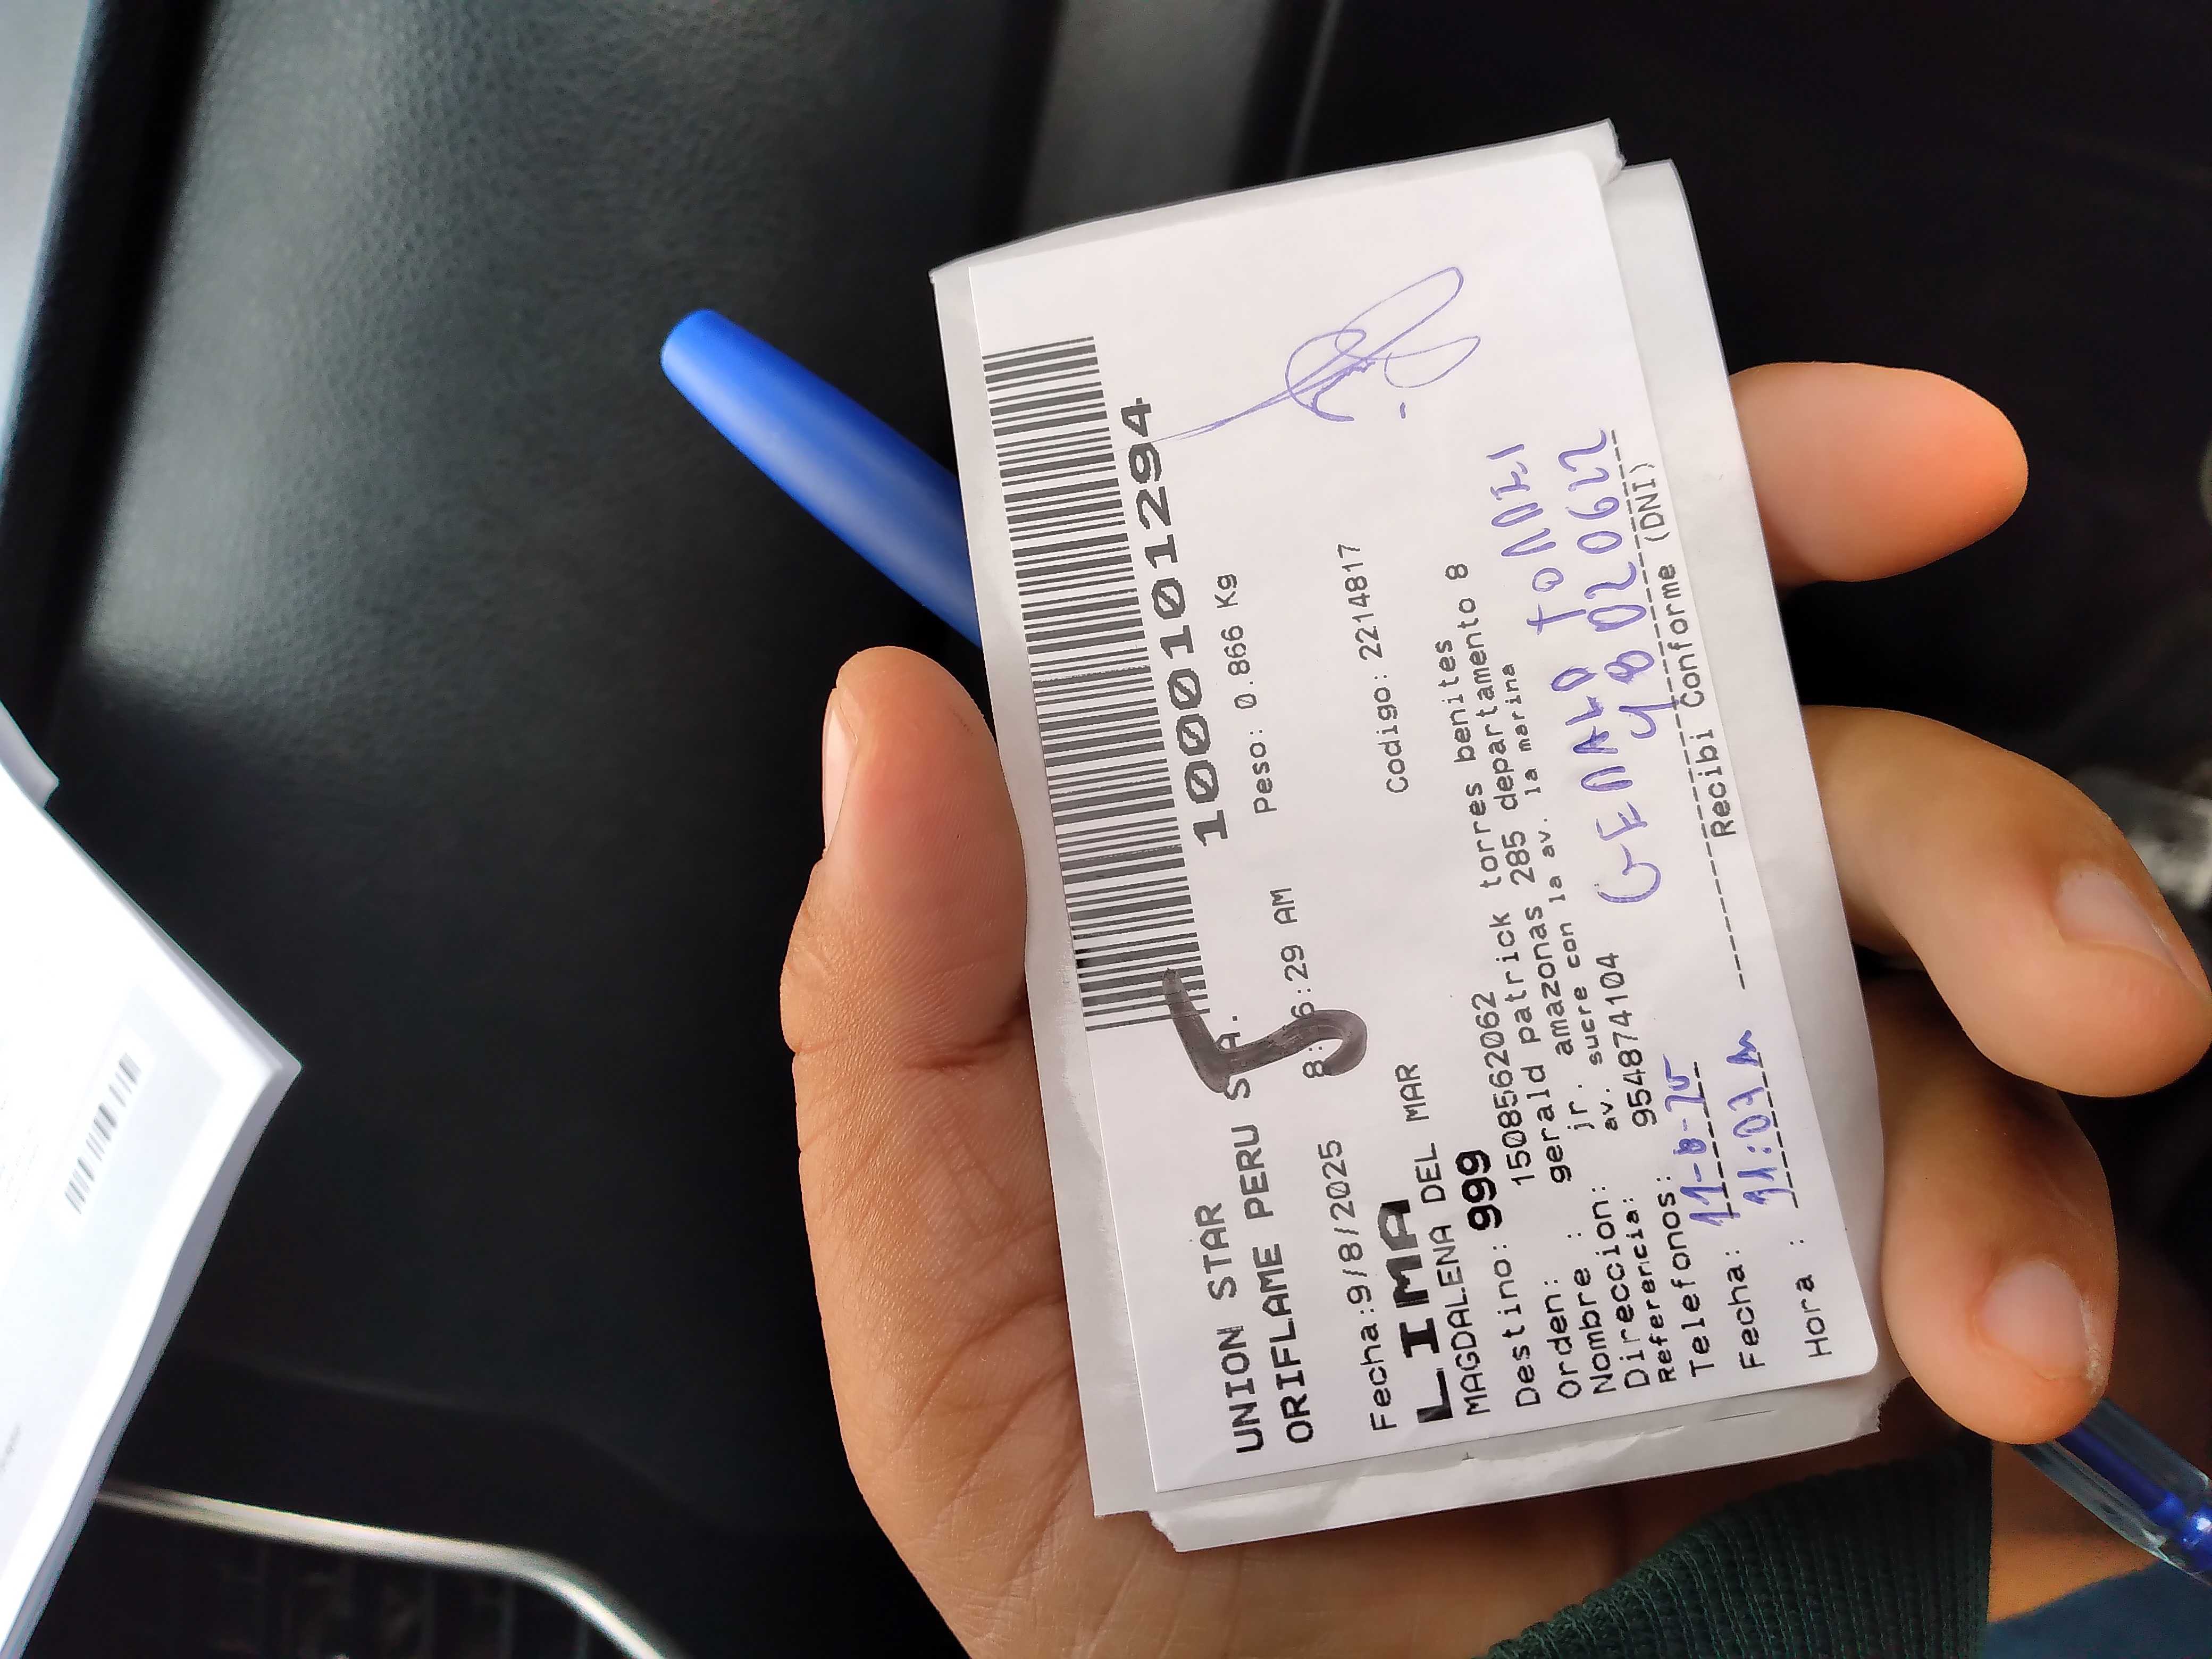 1000101294
UNION STAR
ORIFLAME PERU S.A.
Fecha:9/8/2025 8: 6:29 AM Peso: 0.866 Kg
LIMA
MAGDALENA DEL MAR
Destino: 999 Codigo: 2214817
Orden: 1508562062
Nombre : gerald patrick torres benites
Direccion: jr. amazonas 285 departamento 8
Referencia: av. sucre con la av. la marina
Telefonos: 954874104
Fecha: 11-8-25 GERALD TORRES
Hora : 11:07 48020622
Recibi Conforme (DNI)
5